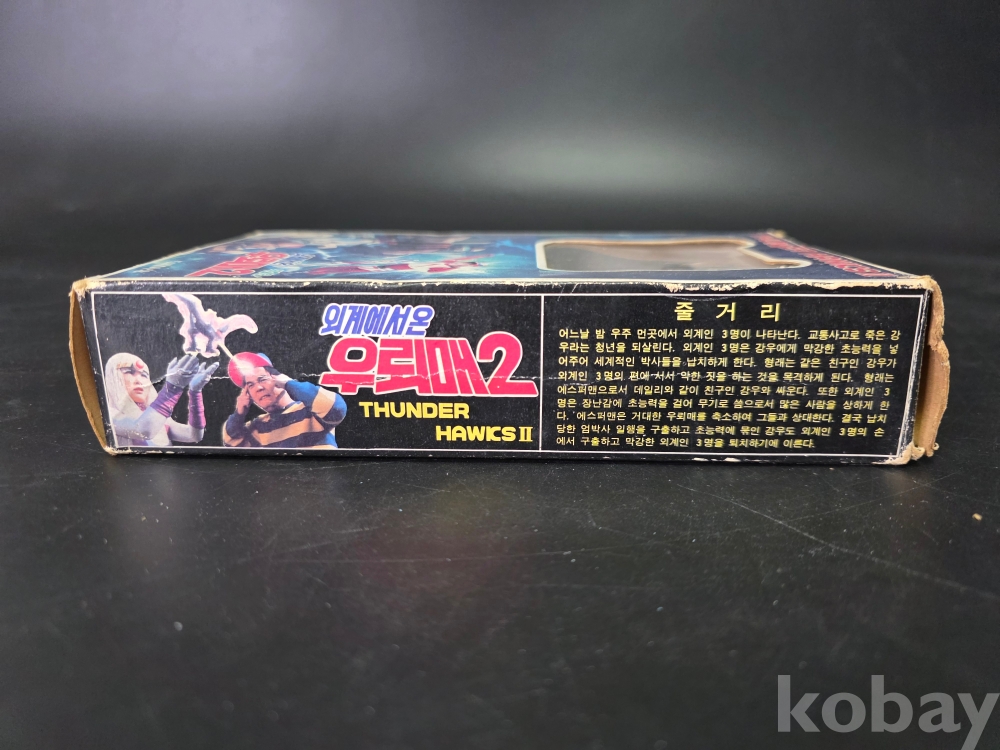 외계에서온
우뢰매2
THUNDER
HAWKS II
줄거리
어느날 밤 우주 먼곳에서 외계인 3명이 나타난다. 교통사고로 죽은 강
우라는 청년을 되살린다. 외계인 3명은 강우에게 막강한 초능력을 넣
어주어 세계적인 박사들을 납치하게 한다. 형래는 같은 친구인 강우가
외계인 3명의 편에 서서 악한 짓을 하는 것을 목격하게 된다. 형래는
에스퍼맨으로서 데일리와 같이 친구인 강우와 싸운다. 또한 외계인 3
명은 장난감에 초능력을 걸어 무기로 씀으로서 많은 사람을 상하게 한
다. 에스퍼맨은 거대한 우뢰매를 축소하여 그들과 상대한다. 결국 납치
당한 엄박사 일행을 구출하고 초능력에 묶인 강우도 외계인 3명의 손
에서 구출하고 막강한 외계인 3명을 퇴치하기에 이른다.
kobay